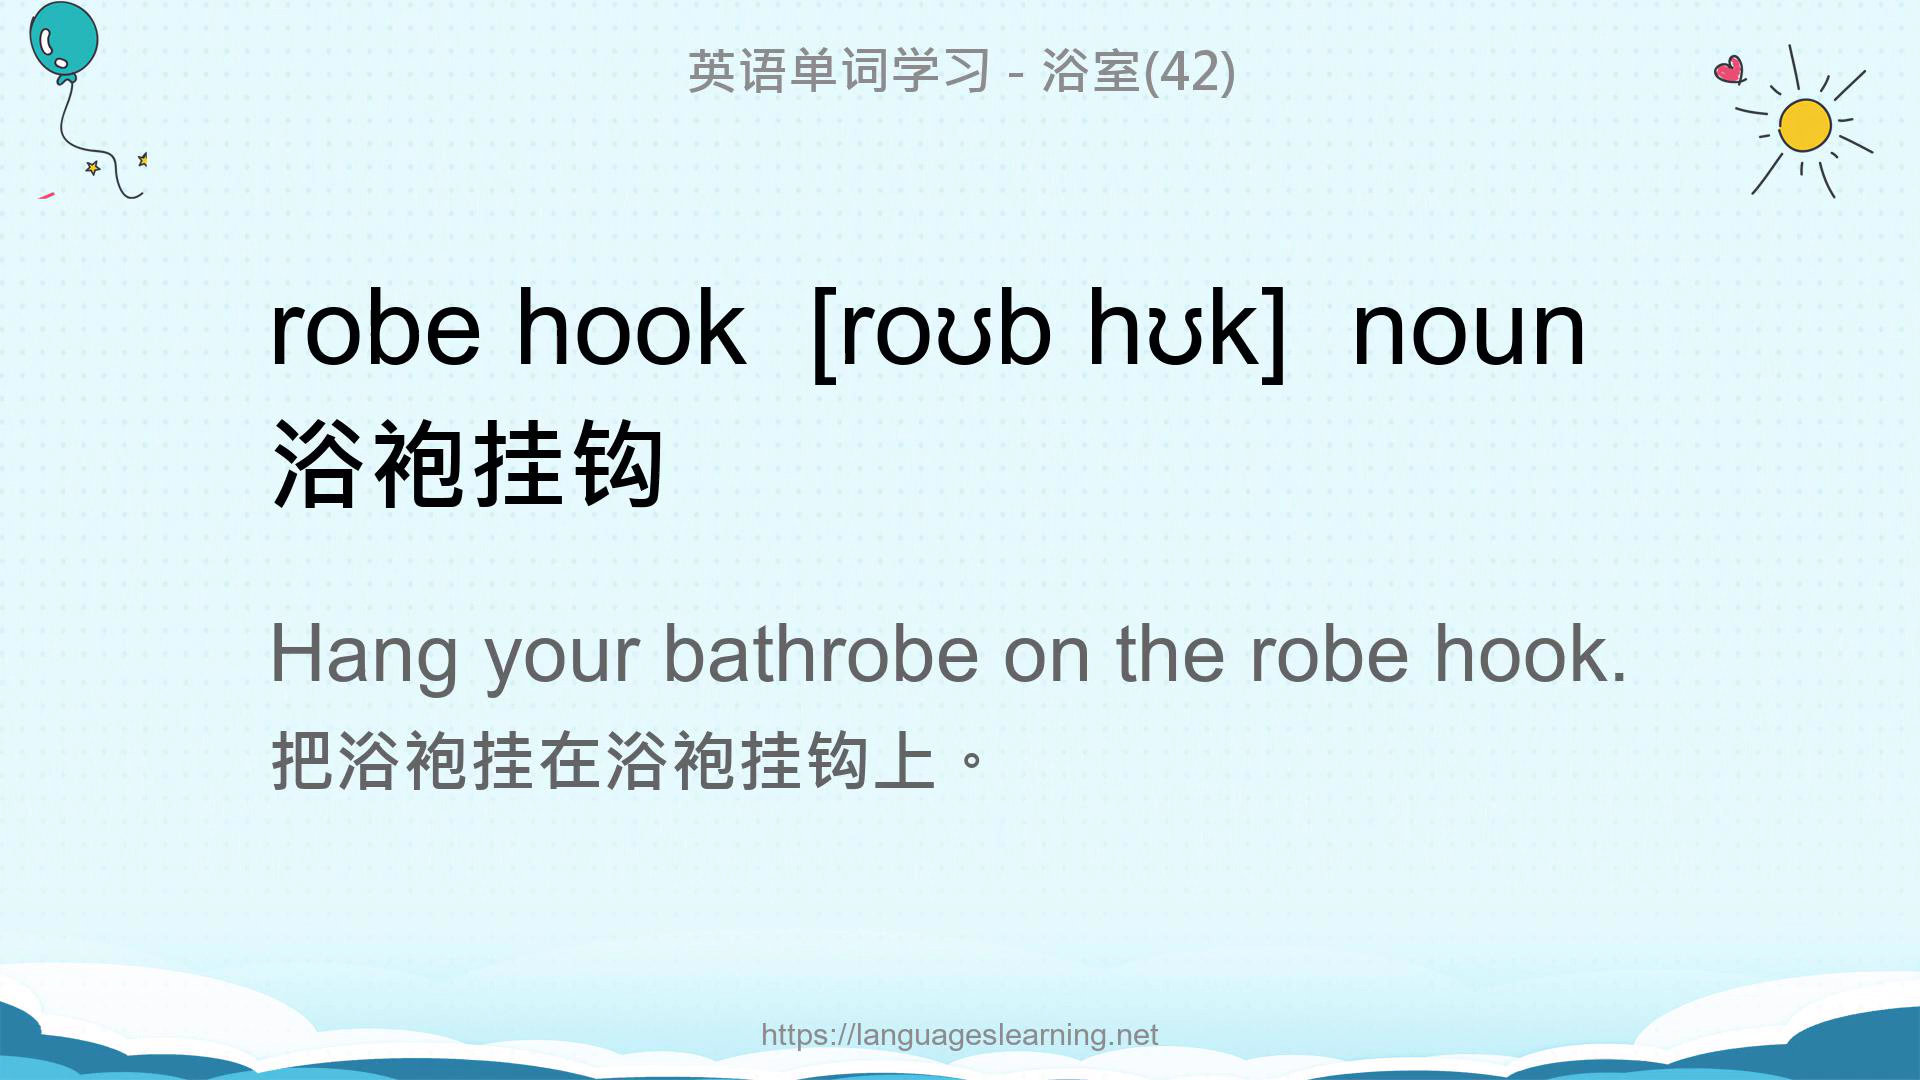 英语单词学习 - 浴室(42)
robe hook [roʊb hʊk] noun
浴袍挂钩
Hang your bathrobe on the robe hook.
把浴袍挂在浴袍挂钩上。
https://languageslearning.net